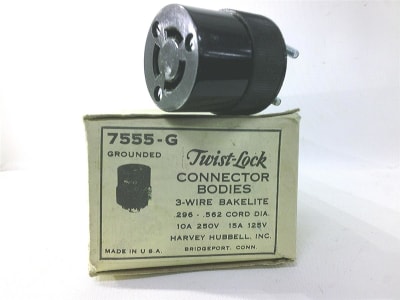 7555-G
GROUNDED
Twist-Lock
CONNECTOR
BODIES
3-WIRE BAKELITE
.296 - .562 CORD DIA.
10A 250V 15A 125V
HARVEY HUBBELL, INC.
MADE IN U.S.A. BRIDGEPORT, CONN.